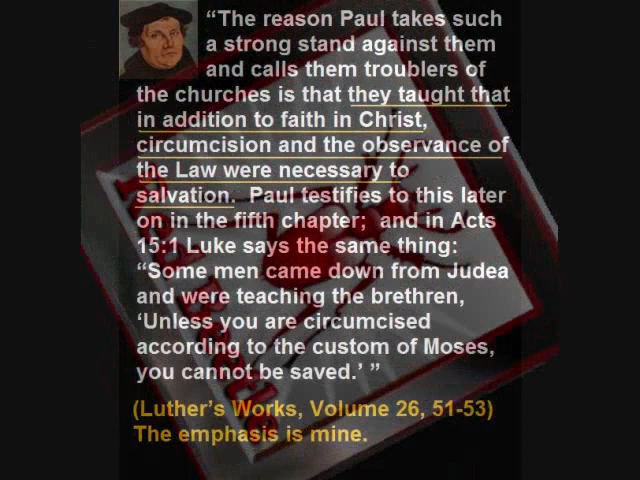 “The reason Paul takes such
a strong stand against them
and calls them troublers of
the churches is that they taught that
in addition to faith in Christ,
circumcision and the observance of
the Law were necessary to
salvation.  Paul testifies to this later
on in the fifth chapter;  and in Acts
15:1 Luke says the same thing:
“Some men came down from Judea
and were teaching the brethren,
‘Unless you are circumcised
according to the custom of Moses,
you cannot be saved.’ ”
(Luther’s Works, Volume 26, 51-53)
The emphasis is mine.